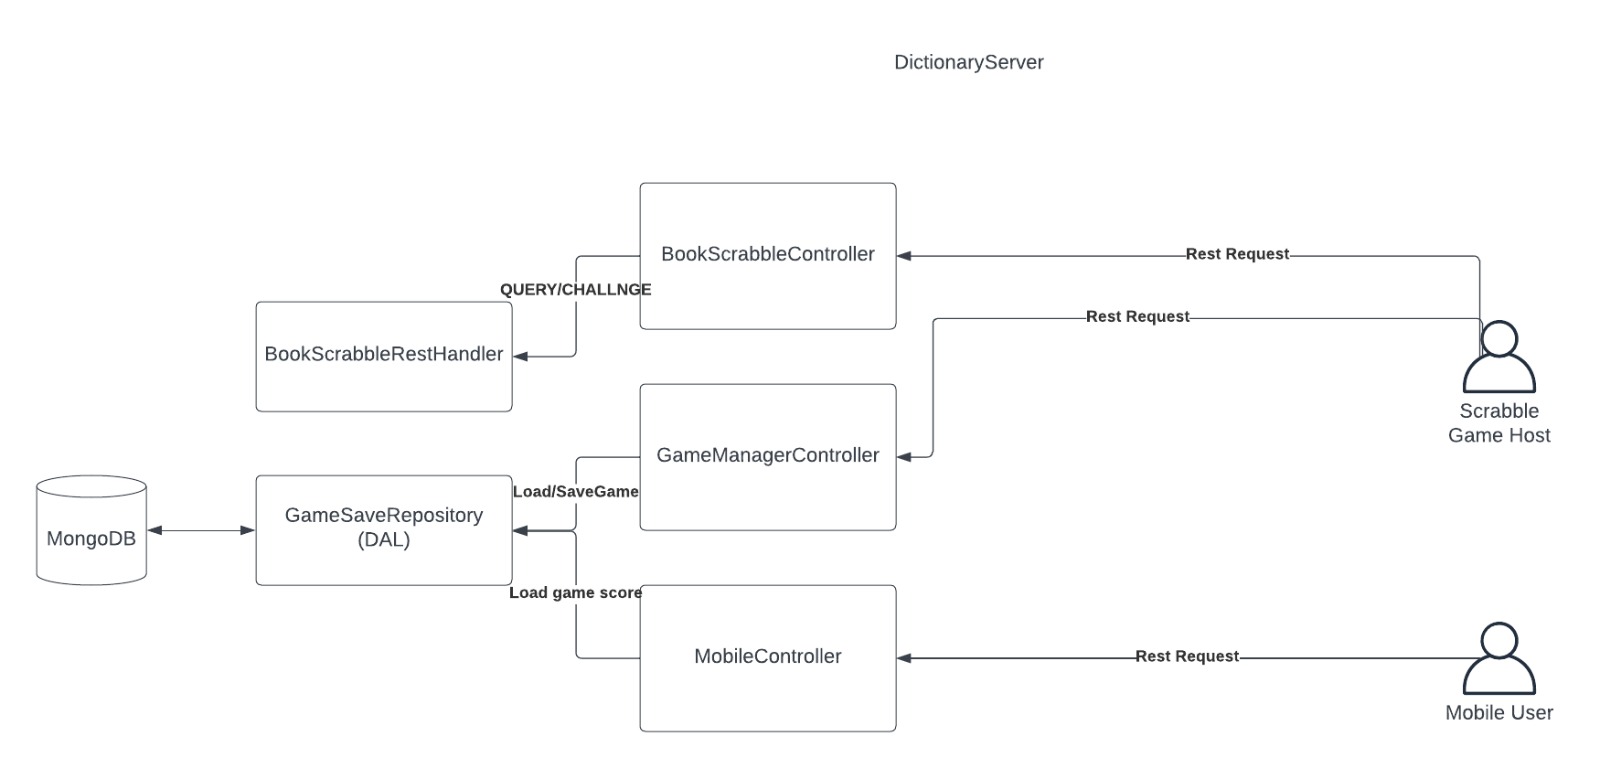 DictionaryServer
BookScrabbleController
Rest Request
QUERY/CHALLNGE
Rest Request
BookScrabbleRestHandler
Scrabble
Game Host
GameManagerController
Load/SaveGame
GameSaveRepository
(DAL)
MongoDB
Load game score
MobileController
Rest Request
Mobile User